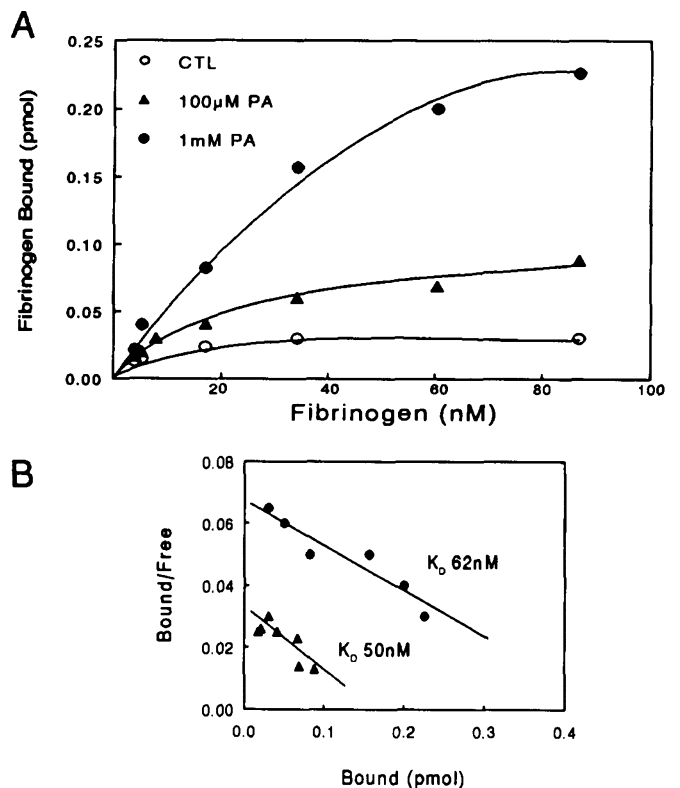 A
0.25
0.20
0.15
0.10
0.05
0.00
Fibrinogen Bound (pmol)
CTL
100µM PA
1mM PA
20
40
60
80
100
Fibrinogen (nM)
B
0.08
0.06
0.04
0.02
0.00
Bound/Free
K_D 62nM
K_D 50nM
0.0
0.1
0.2
0.3
0.4
Bound (pmol)